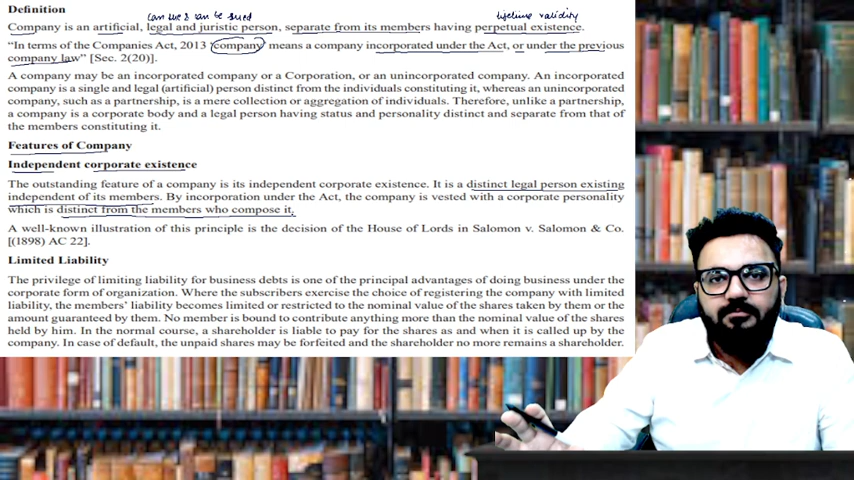 Definition
can sue & can be sued
lifetime validity
Company is an artificial, legal and juristic person, separate from its members having perpetual existence.
“In terms of the Companies Act, 2013 ‘company’ means a company incorporated under the Act, or under the previous
company law” [Sec. 2(20)].
A company may be an incorporated company or a Corporation, or an unincorporated company. An incorporated
company is a single and legal (artificial) person distinct from the individuals constituting it, whereas an unincorporated
company, such as a partnership, is a mere collection or aggregation of individuals. Therefore, unlike a partnership,
a company is a corporate body and a legal person having status and personality distinct and separate from that of
the members constituting it.
Features of Company
Independent corporate existence
The outstanding feature of a company is its independent corporate existence. It is a distinct legal person existing
independent of its members. By incorporation under the Act, the company is vested with a corporate personality
which is distinct from the members who compose it.
A well-known illustration of this principle is the decision of the House of Lords in Salomon v. Salomon & Co.
[(1898) AC 22].
Limited Liability
The privilege of limiting liability for business debts is one of the principal advantages of doing business under the
corporate form of organization. Where the subscribers exercise the choice of registering the company with limited
liability, the members’ liability becomes limited or restricted to the nominal value of the shares taken by them or the
amount guaranteed by them. No member is bound to contribute anything more than the nominal value of the shares
held by him. In the normal course, a shareholder is liable to pay for the shares as and when it is called up by the
company. In case of default, the unpaid shares may be forfeited and the shareholder no more remains a shareholder.